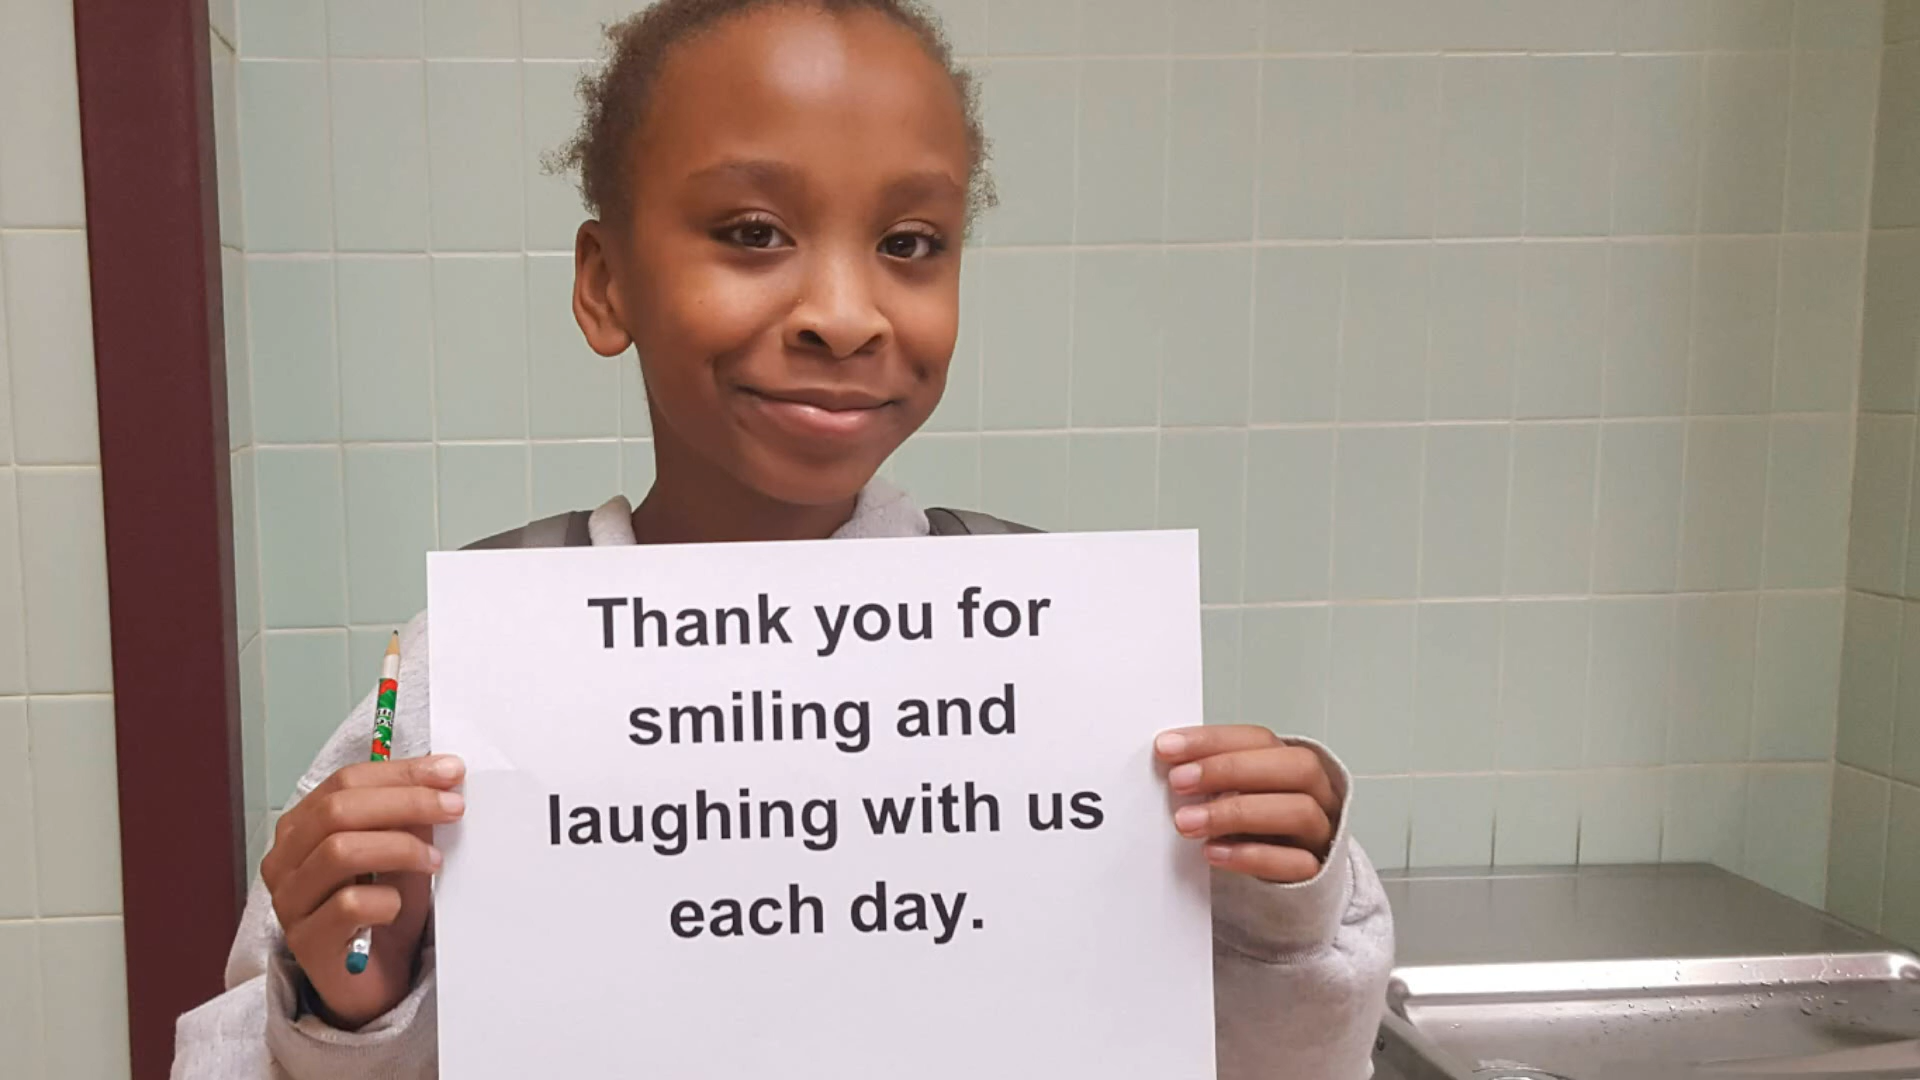 Thank you for
smiling and
laughing with us
each day.